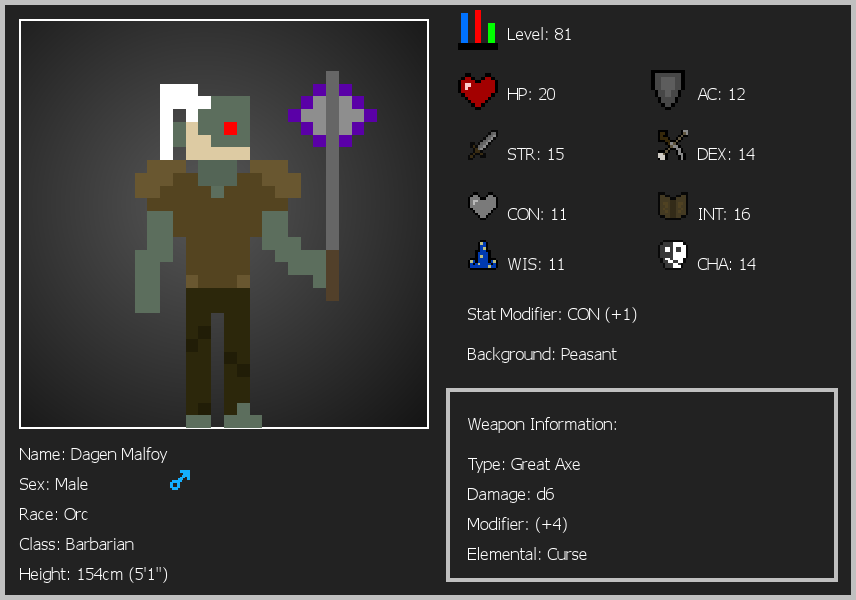 Level: 81
HP: 20
AC: 12
STR: 15
DEX: 14
CON: 11
INT: 16
WIS: 11
CHA: 14
Stat Modifier: CON (+1)
Background: Peasant
Weapon Information:
Type: Great Axe
Damage: d6
Modifier: (+4)
Elemental: Curse
Name: Dagen Malfoy
Sex: Male
Race: Orc
Class: Barbarian
Height: 154cm (5'1")